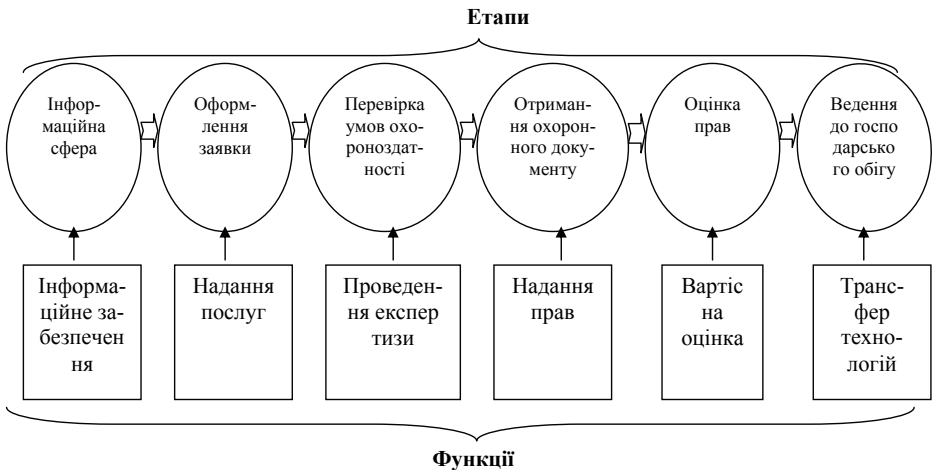 Етапи
Інфор-
маційна
сфера
Оформ-
лення
заявки
Перевірка
умов охо-
роноздат-
ності
Отриман-
ня охорон-
ного доку-
менту
Оцінка
прав
Ведення
до госпо
дарсько
го обігу
Інформа-
ційне за-
безпечен
ня
Надання
послуг
Проведен-
ня експер
тизи
Надання
прав
Вартіс
на
оцінка
Транс-
фер
техно-
логій
Функції